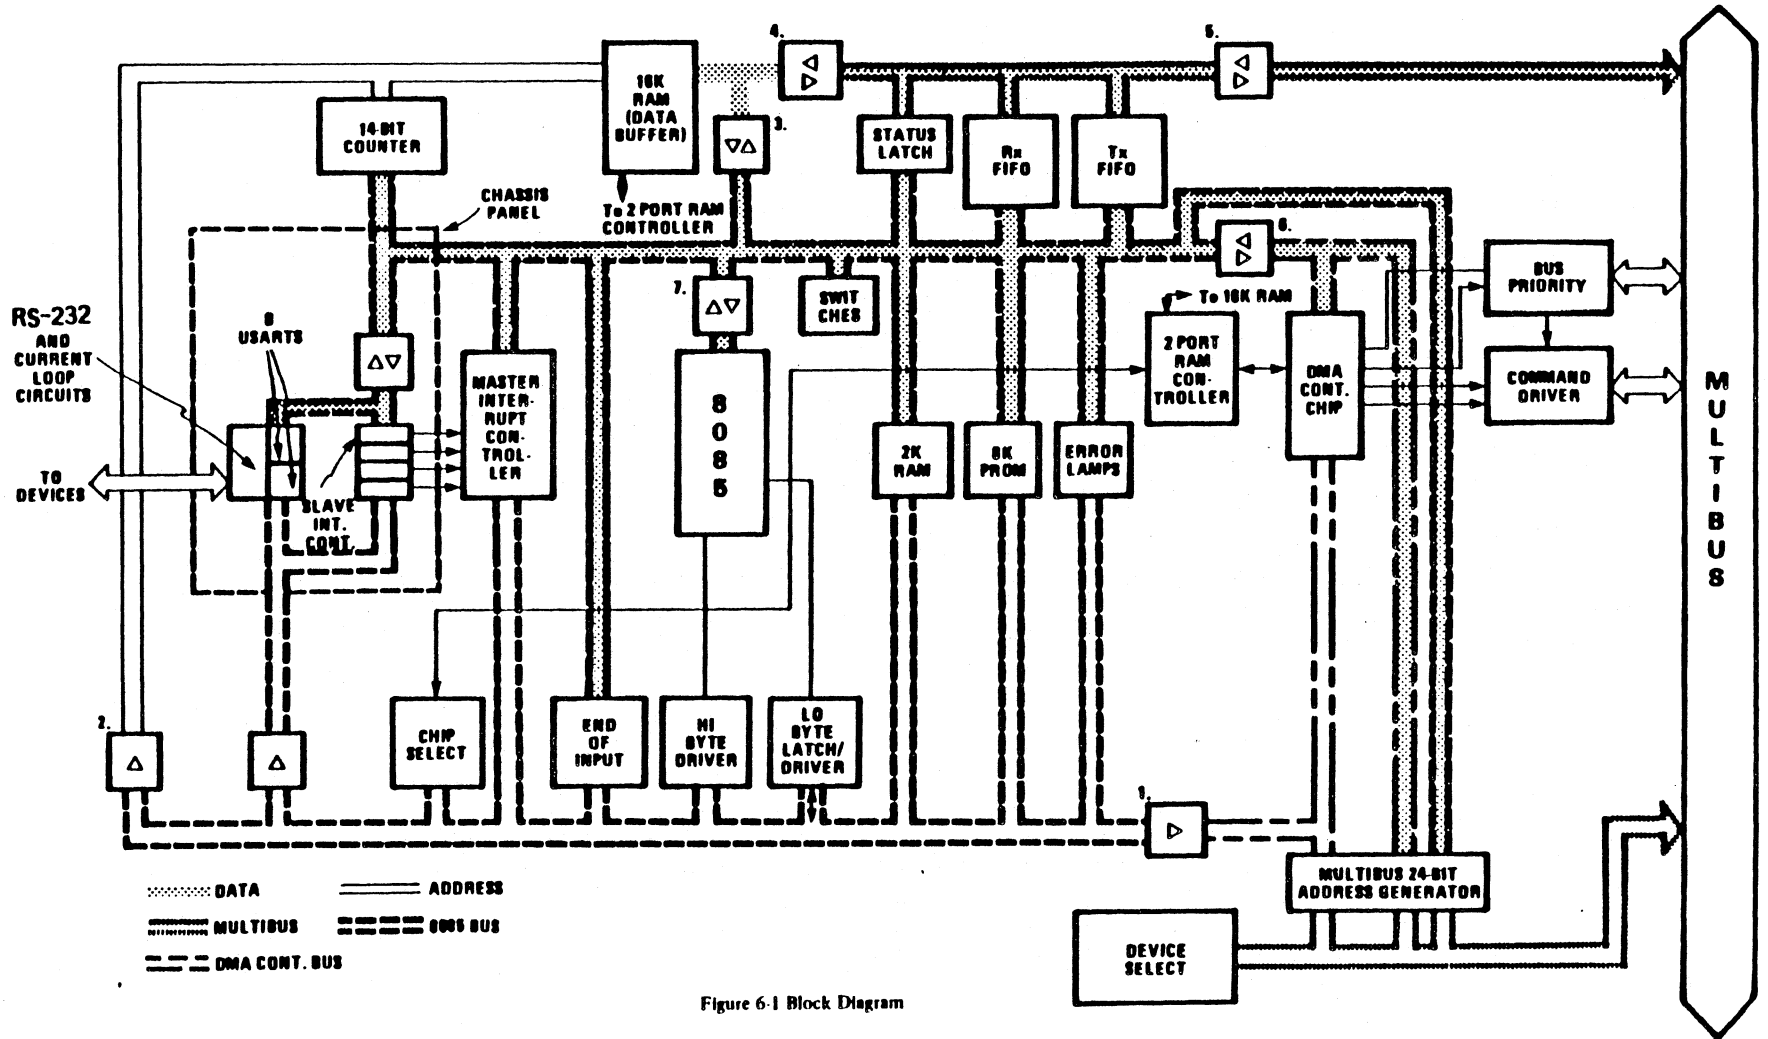 4.
5.
16K
RAM
(DATA
BUFFER)
3.
14-BIT
COUNTER
STATUS
LATCH
Rx
FIFO
Tx
FIFO
CHASSIS
PANEL
To 2 PORT RAM
CONTROLLER
6.
BUS
PRIORITY
7.
SWIT
CHES
To 16K RAM
RS-232
AND
CURRENT
LOOP
CIRCUITS
8
USARTS
2 PORT
RAM
CON-
TROLLER
DMA
CONT.
CHIP
COMMAND
DRIVER
MULTIBUS
MASTER
INTER-
RUPT
CON-
TROL-
LER
8085
2K
RAM
8K
PROM
ERROR
LAMPS
TO
DEVICES
SLAVE
INT.
CONT.
2.
CHIP
SELECT
END
OF
INPUT
HI
BYTE
DRIVER
LO
BYTE
LATCH/
DRIVER
1.
MULTIBUS 24-BIT
ADDRESS GENERATOR
DATA
ADDRESS
MULTIBUS
8085 BUS
DMA CONT. BUS
DEVICE
SELECT
Figure 6-1 Block Diagram